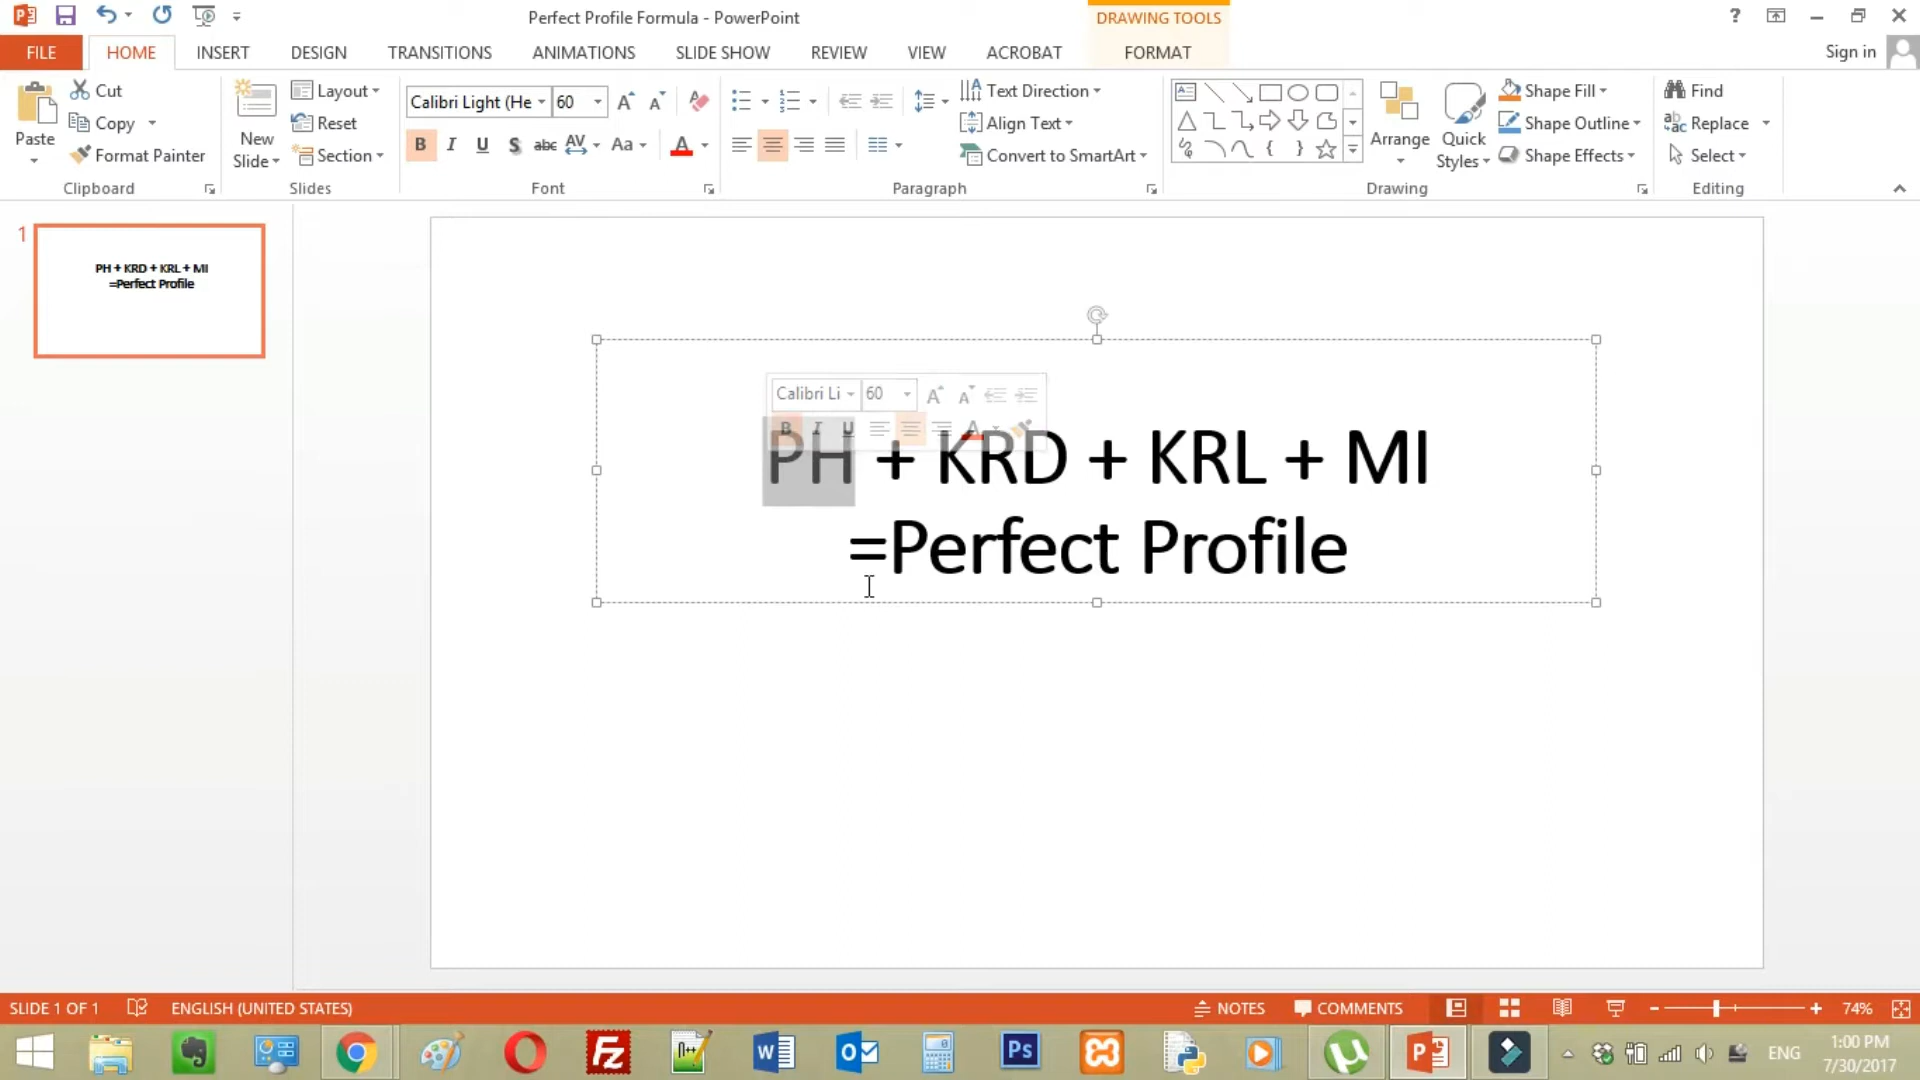 Perfect Profile Formula - PowerPoint
DRAWING TOOLS
?
FILE HOME INSERT DESIGN TRANSITIONS ANIMATIONS SLIDE SHOW REVIEW VIEW ACROBAT FORMAT Sign in
Paste
Cut
Copy
Format Painter
Clipboard
New Slide
Layout
Reset
Section
Slides
Calibri Light (He 60
B I U S abc AV Aa A
Font
Text Direction
Align Text
Convert to SmartArt
Paragraph
Arrange
Quick Styles
Shape Fill
Shape Outline
Shape Effects
Drawing
Find
Replace
Select
Editing
1
PH + KRD + KRL + MI
=Perfect Profile
Calibri Li 60
B I U
PH + KRD + KRL + MI
=Perfect Profile
SLIDE 1 OF 1 ENGLISH (UNITED STATES) NOTES COMMENTS 74%
ENG
1:00 PM
7/30/2017